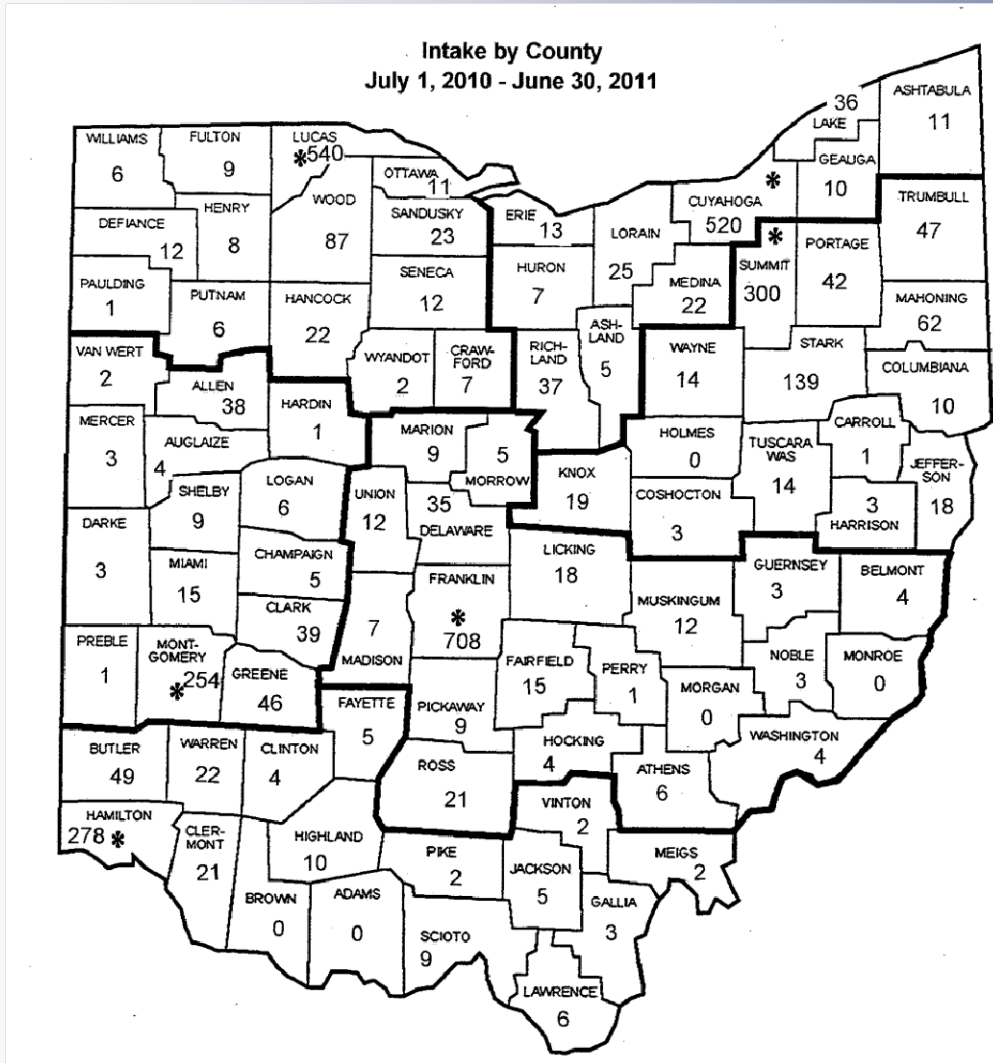 Intake by County
July 1, 2010 - June 30, 2011
WILLIAMS
6
FULTON
9
LUCAS
*540
OTTAWA
11
36
LAKE
ASHTABULA
11
GEAUGA
10
DEFIANCE
12
HENRY
8
WOOD
87
SANDUSKY
23
ERIE
13
LORAIN
25
*
CUYAHOGA
520
TRUMBULL
47
PAULDING
1
PUTNAM
6
HANCOCK
22
SENECA
12
HURON
7
MEDINA
22
*
SUMMIT
300
PORTAGE
42
MAHONING
62
VAN WERT
2
ALLEN
38
WYANDOT
2
CRAW-
FORD
7
RICH-
LAND
37
ASH-
LAND
5
WAYNE
14
STARK
139
COLUMBIANA
10
MERCER
3
AUGLAIZE
4
HARDIN
1
MARION
9
5
MORROW
KNOX
19
HOLMES
0
TUSCARA
WAS
14
CARROLL
1
JEFFER-
SON
18
SHELBY
9
LOGAN
6
UNION
12
35
DELAWARE
COSHOCTON
3
3
HARRISON
DARKE
3
MIAMI
15
CHAMPAIGN
5
CLARK
39
7
MADISON
FRANKLIN
*
708
LICKING
18
MUSKINGUM
12
GUERNSEY
3
BELMONT
4
PREBLE
1
MONT-
GOMERY
*254
GREENE
46
FAYETTE
5
PICKAWAY
9
FAIRFIELD
15
PERRY
1
MORGAN
0
NOBLE
3
MONROE
0
BUTLER
49
WARREN
22
CLINTON
4
ROSS
21
HOCKING
4
ATHENS
6
WASHINGTON
4
HAMILTON
278 *
CLER-
MONT
21
HIGHLAND
10
PIKE
2
VINTON
2
JACKSON
5
MEIGS
2
BROWN
0
ADAMS
0
SCIOTO
9
GALLIA
3
LAWRENCE
6